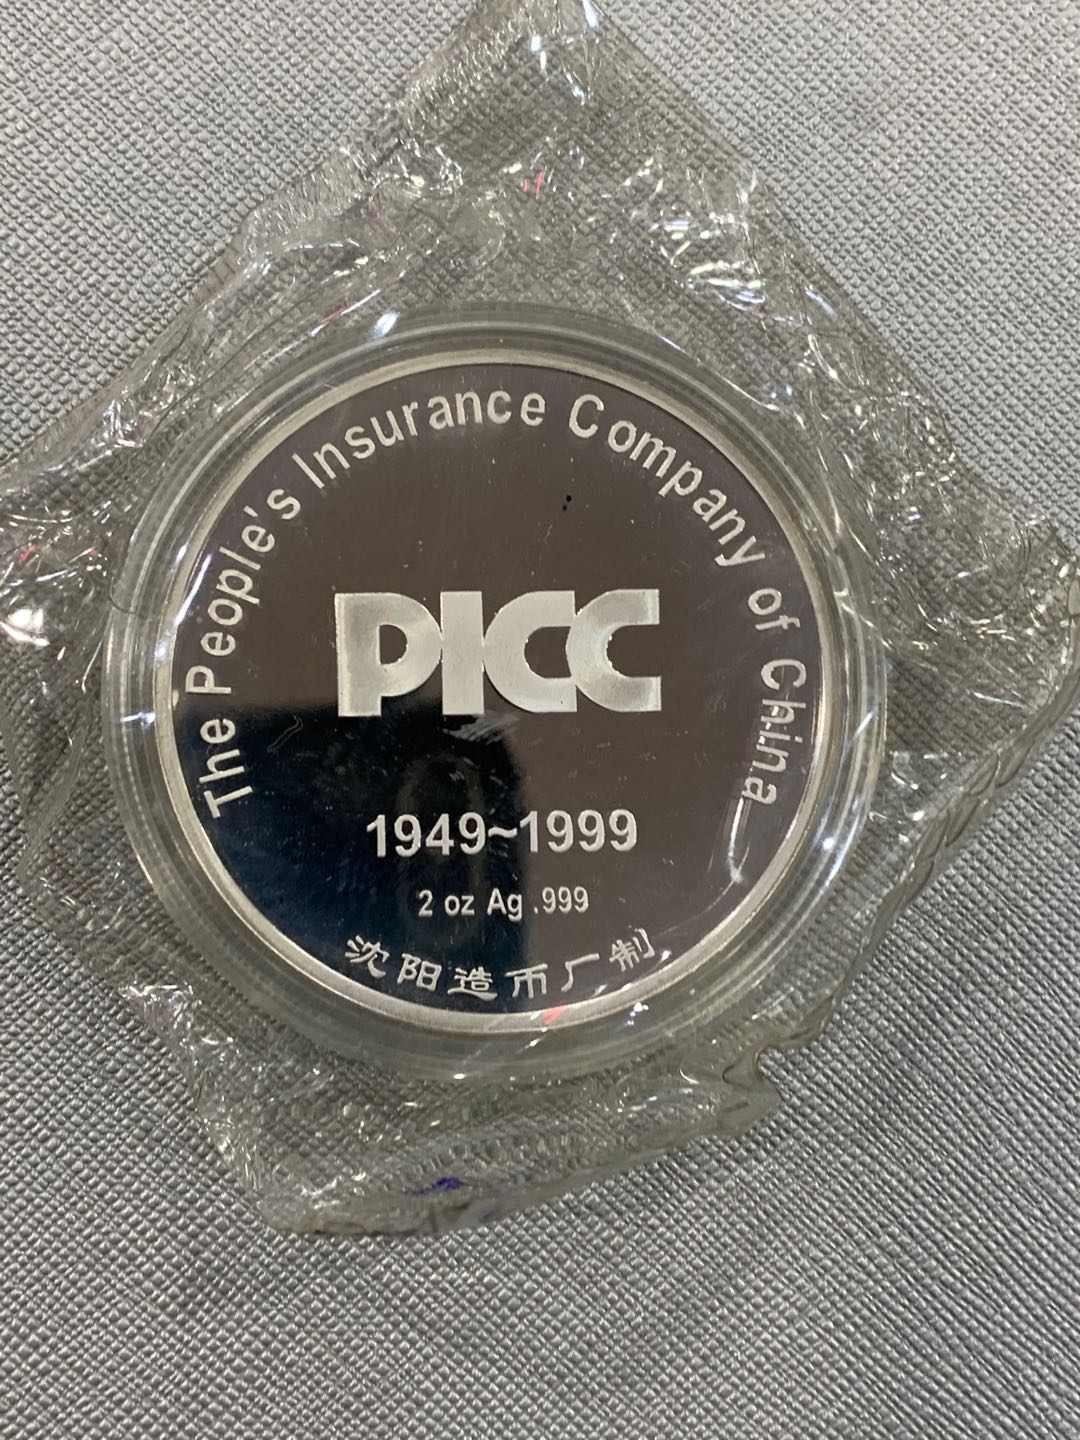 The People's Insurance Company of China
PICC
1949~1999
2 oz Ag .999
沈阳造币厂制